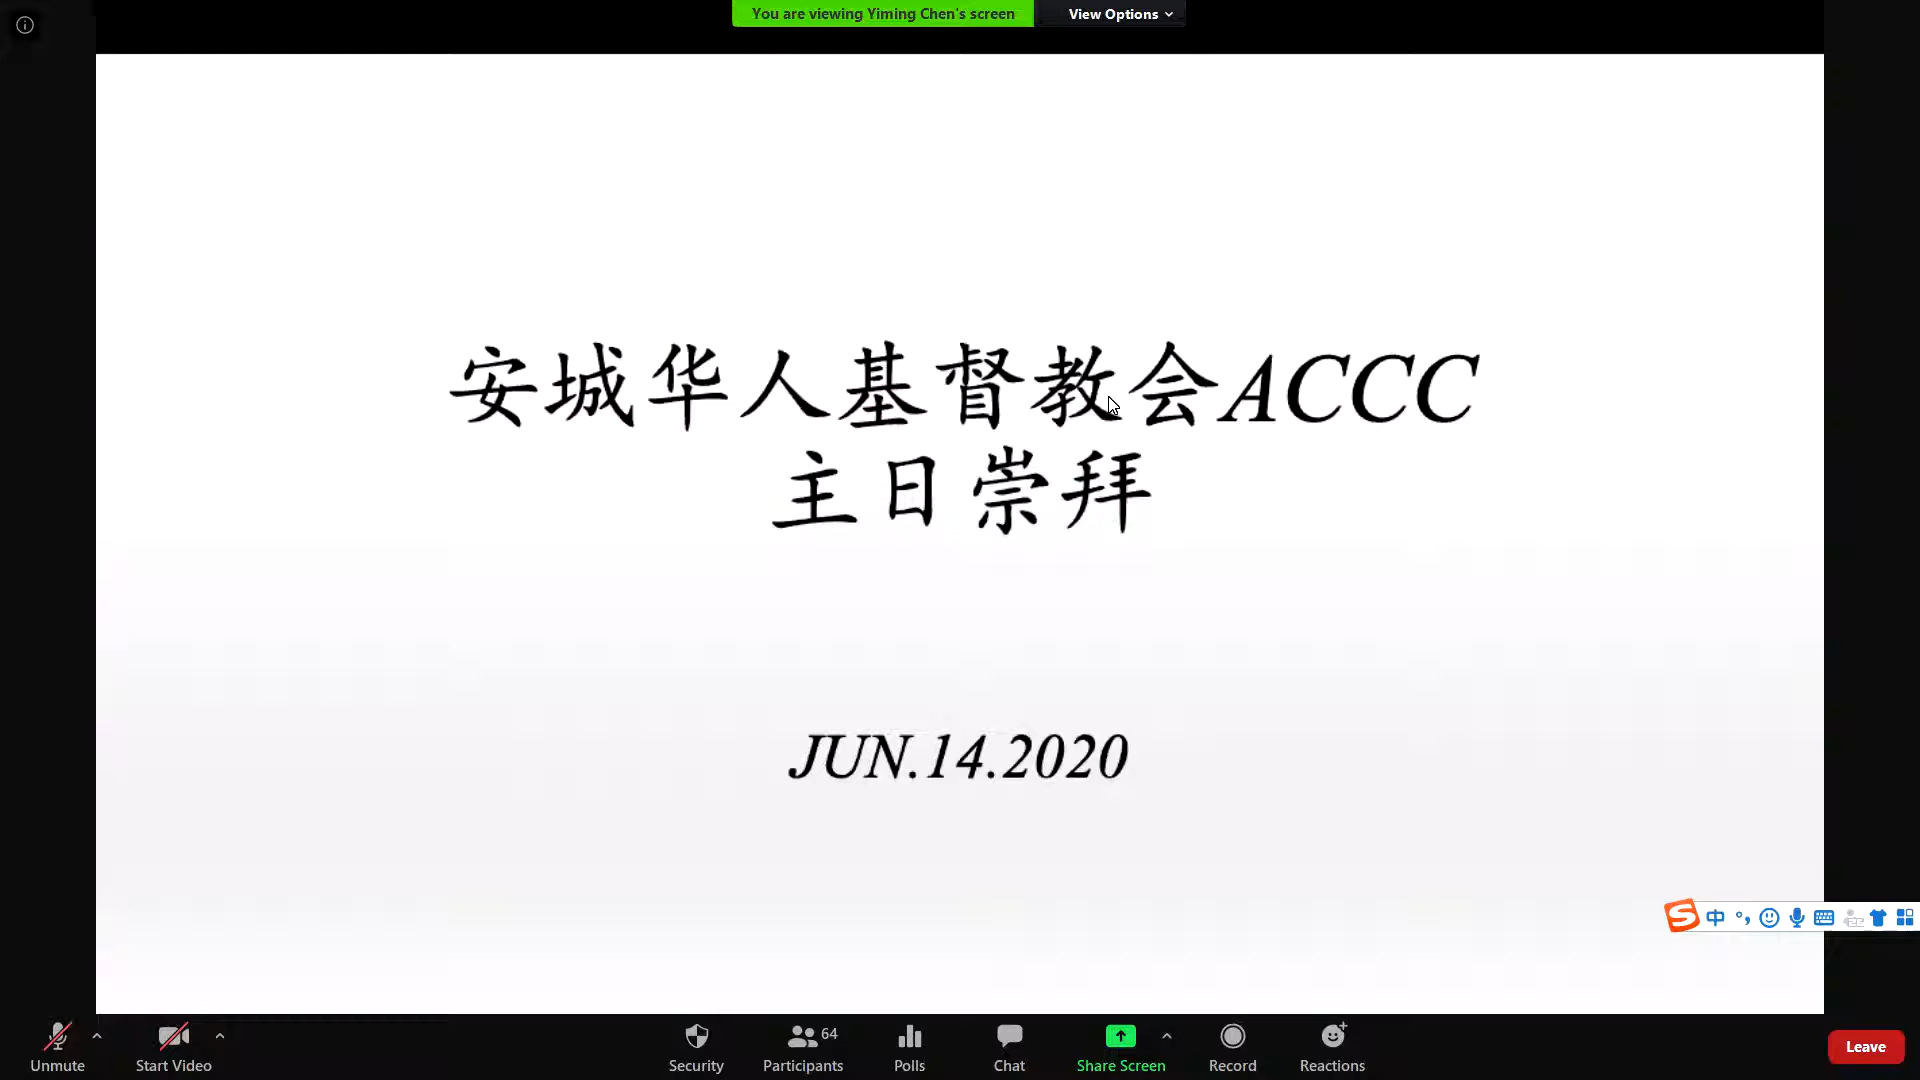 You are viewing Yiming Chen's screen
View Options
安城华人基督教会ACCC
主日崇拜
JUN.14.2020
中
64
Unmute
Start Video
Security
Participants
Polls
Chat
Share Screen
Record
Reactions
Leave